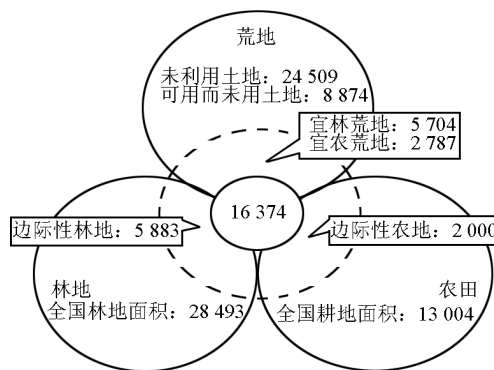 荒地
未利用土地：24 509
可用而未用土地：8 874
宜林荒地：5 704
宜农荒地：2 787
16 374
边际性林地：5 883
边际性农地：2 000
林地
全国林地面积：28 493
农田
全国耕地面积：13 004